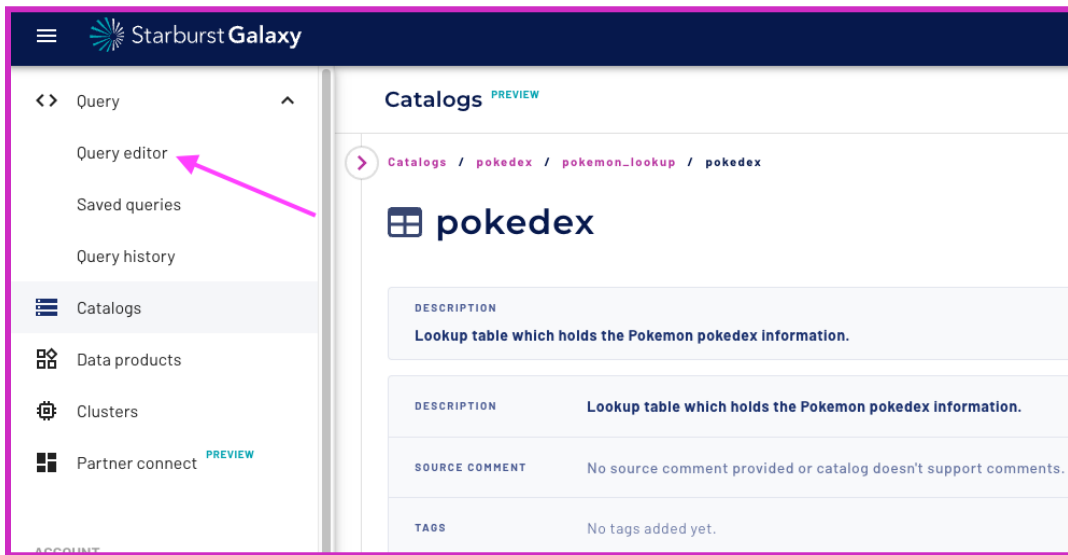 Starburst Galaxy
Query
Query editor
Saved queries
Query history
Catalogs
Data products
Clusters
Partner connect PREVIEW
ACCOUNT
Catalogs PREVIEW
Catalogs / pokedex / pokemon_lookup / pokedex
pokedex
DESCRIPTION
Lookup table which holds the Pokemon pokedex information.
DESCRIPTION Lookup table which holds the Pokemon pokedex information.
SOURCE COMMENT No source comment provided or catalog doesn't support comments.
TAGS No tags added yet.